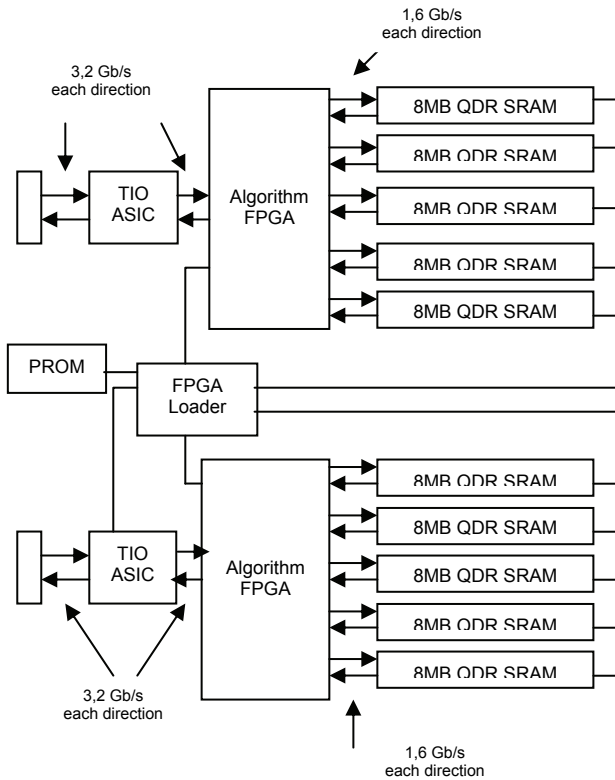 1,6 Gb/s
each direction
3,2 Gb/s
each direction
8MB QDR SRAM
8MB QDR SRAM
TIO
ASIC
Algorithm
FPGA
8MB QDR SRAM
8MB QDR SRAM
8MB QDR SRAM
PROM
FPGA
Loader
8MB QDR SRAM
8MB QDR SRAM
TIO
ASIC
Algorithm
FPGA
8MB QDR SRAM
8MB QDR SRAM
8MB QDR SRAM
3,2 Gb/s
each direction
1,6 Gb/s
each direction